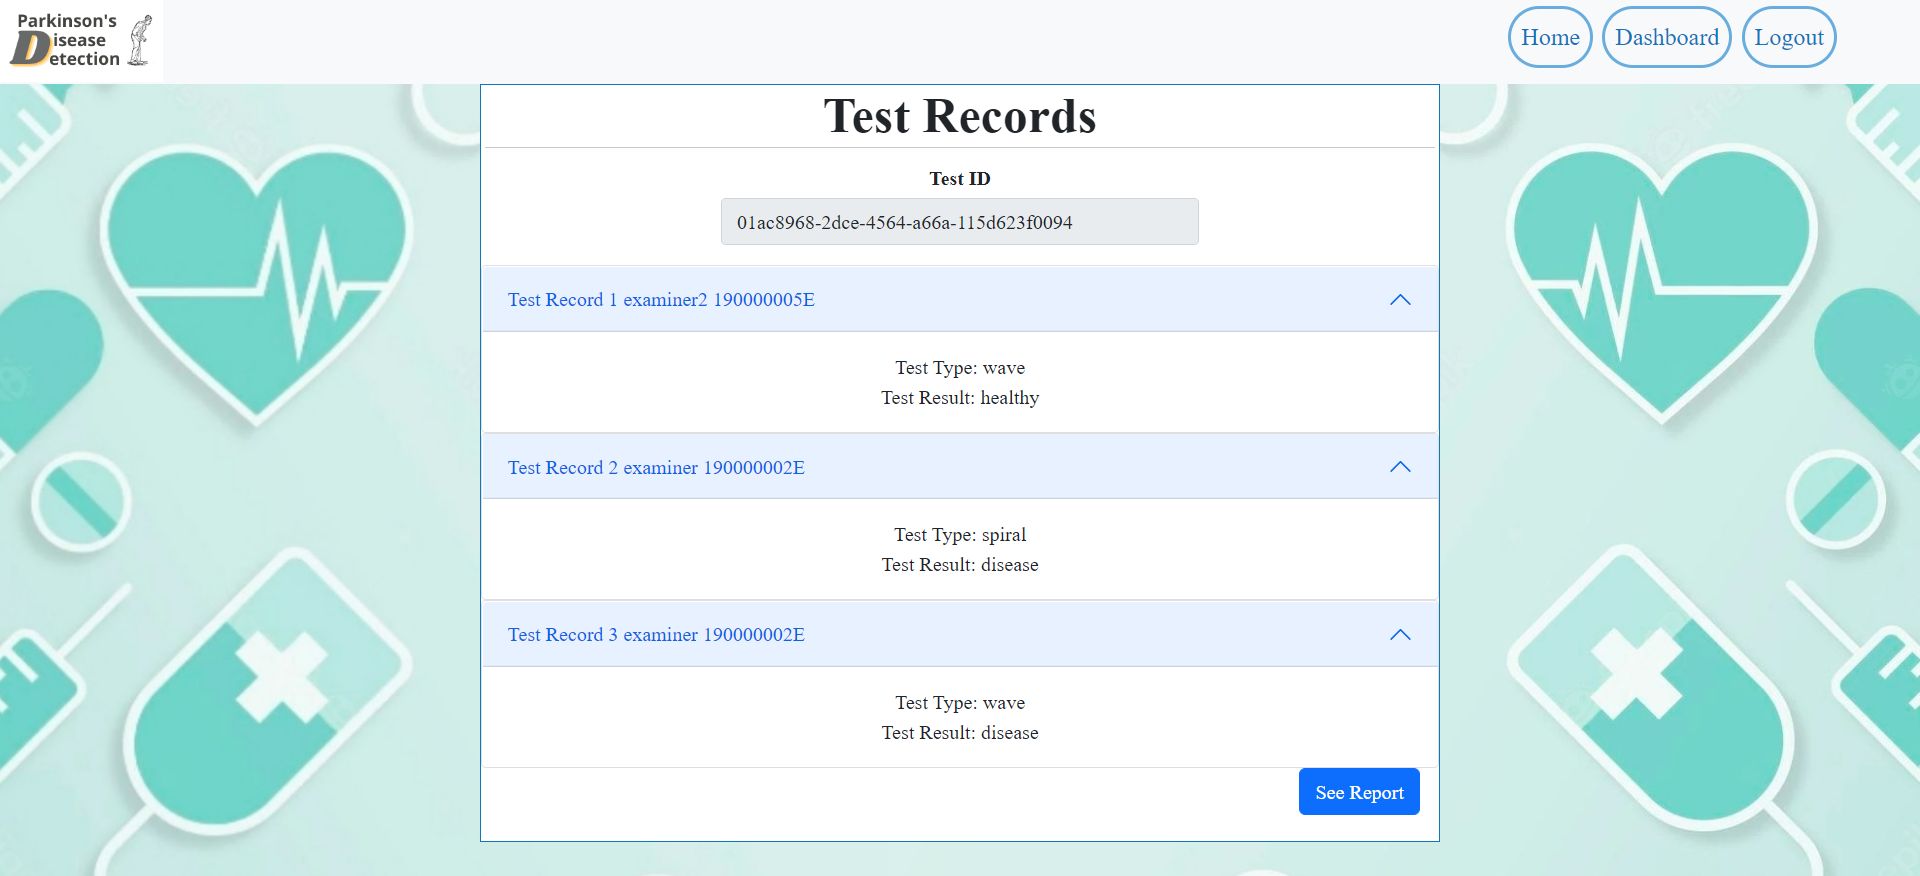 Parkinson's
Disease
Detection
Home
Dashboard
Logout
Test Records
Test ID
01ac8968-2dce-4564-a66a-115d623f0094
Test Record 1 examiner2 190000005E
Test Type: wave
Test Result: healthy
Test Record 2 examiner 190000002E
Test Type: spiral
Test Result: disease
Test Record 3 examiner 190000002E
Test Type: wave
Test Result: disease
See Report